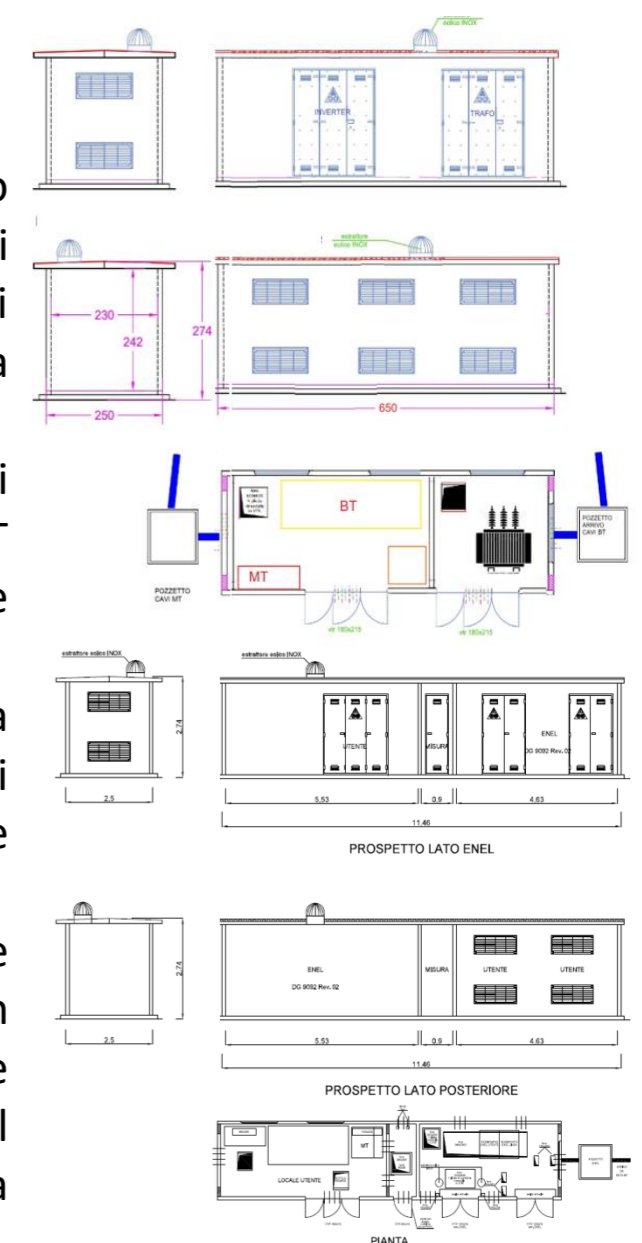 eolico INOX
INVERTER
TRAFO
o
i
i
a
estrattore
eolico INOX
230
242
274
250
650
i
-
e
BT
MT
POZZETTO
CAVI MT
POZZETTO
ARRIVO
CAVI BT
vtr 180x215
vtr 180x215
a
i
e
estrattore eolico INOX
estrattore eolico INOX
2,74
UTENTE
MISURA
ENEL
DG 9092 Rev. 02
2,5
5,53
0,9
4,63
11,46
PROSPETTO LATO ENEL
e
n
e
l
a
2,74
ENEL
DG 9092 Rev. 02
MISURA
UTENTE
UTENTE
2,5
5,53
0,9
4,63
11,46
PROSPETTO LATO POSTERIORE
MT
LOCALE UTENTE
PIANTA